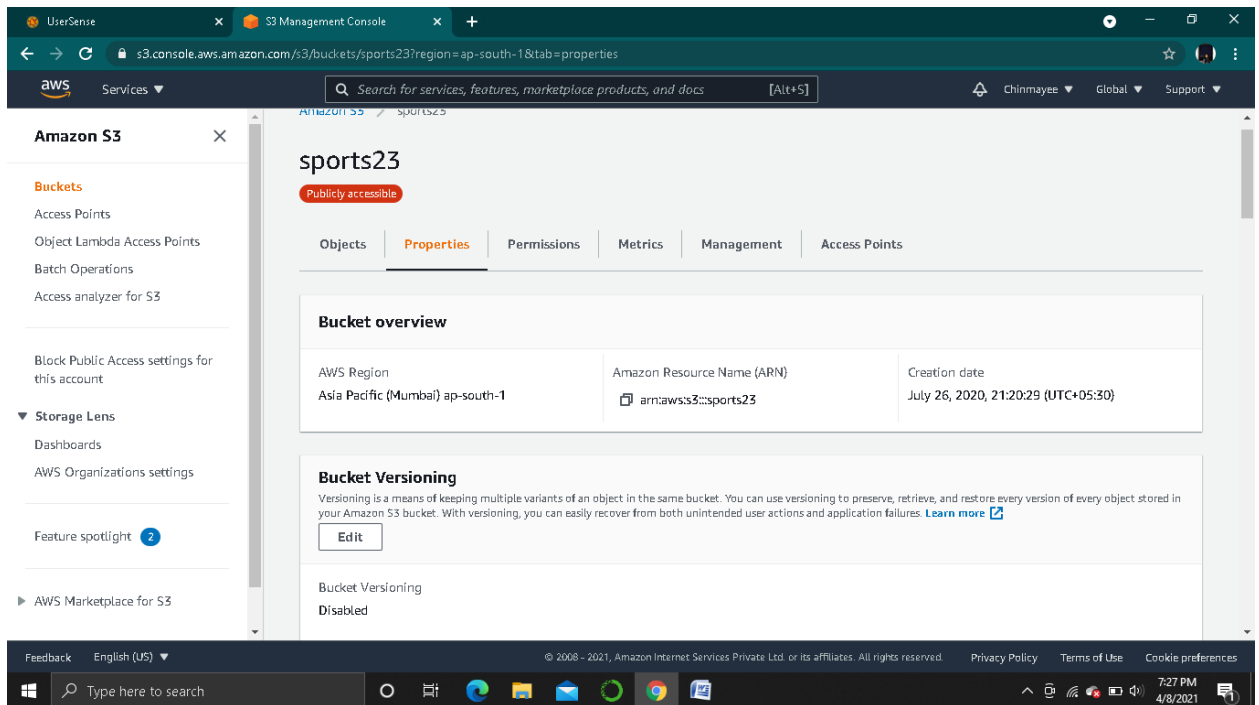 UserSense
S3 Management Console
s3.console.aws.amazon.com/s3/buckets/sports23?region=ap-south-1&tab=properties
aws
Services
Search for services, features, marketplace products, and docs
[Alt+S]
Chinmayee
Global
Support
Amazon S3
Buckets
Access Points
Object Lambda Access Points
Batch Operations
Access analyzer for S3
Block Public Access settings for
this account
Storage Lens
Dashboards
AWS Organizations settings
Feature spotlight 2
AWS Marketplace for S3
Amazon S3 / sports23
sports23
Publicly accessible
Objects
Properties
Permissions
Metrics
Management
Access Points
Bucket overview
AWS Region
Asia Pacific (Mumbai) ap-south-1
Amazon Resource Name (ARN)
arn:aws:s3:::sports23
Creation date
July 26, 2020, 21:20:29 (UTC+05:30)
Bucket Versioning
Versioning is a means of keeping multiple variants of an object in the same bucket. You can use versioning to preserve, retrieve, and restore every version of every object stored in
your Amazon S3 bucket. With versioning, you can easily recover from both unintended user actions and application failures. Learn more
Edit
Bucket Versioning
Disabled
Feedback
English (US)
© 2008 - 2021, Amazon Internet Services Private Ltd. or its affiliates. All rights reserved.
Privacy Policy
Terms of Use
Cookie preferences
Type here to search
7:27 PM
4/8/2021
1